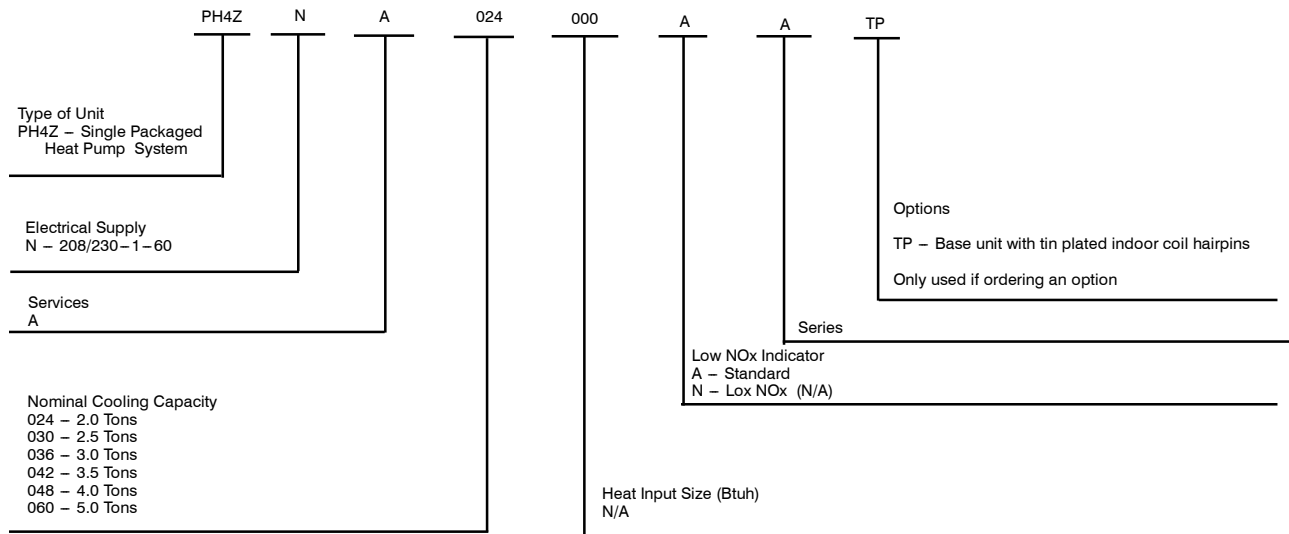 PH4Z N A 024 000 A A TP
Type of Unit
PH4Z – Single Packaged
Heat Pump System
Electrical Supply
N – 208/230–1–60
Services
A
Nominal Cooling Capacity
024 – 2.0 Tons
030 – 2.5 Tons
036 – 3.0 Tons
042 – 3.5 Tons
048 – 4.0 Tons
060 – 5.0 Tons
Heat Input Size (Btuh)
N/A
Low NOx Indicator
A – Standard
N – Lox NOx (N/A)
Series
Options
TP – Base unit with tin plated indoor coil hairpins
Only used if ordering an option